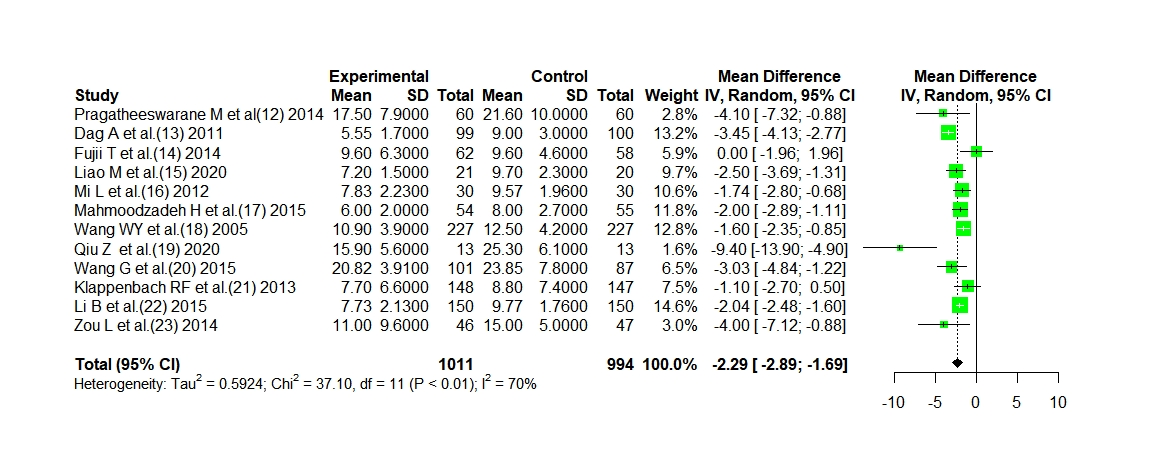 Experimental Control Mean Difference Mean Difference
Study Mean SD Total Mean SD Total Weight IV, Random, 95% CI IV, Random, 95% CI
Pragatheeswarane M et al(12) 2014 17.50 7.9000 60 21.60 10.0000 60 2.8% -4.10 [ -7.32; -0.88]
Dag A et al.(13) 2011 5.55 1.7000 99 9.00 3.0000 100 13.2% -3.45 [ -4.13; -2.77]
Fujii T et al.(14) 2014 9.60 6.3000 62 9.60 4.6000 58 5.9% 0.00 [ -1.96; 1.96]
Liao M et al.(15) 2020 7.20 1.5000 21 9.70 2.3000 20 9.7% -2.50 [ -3.69; -1.31]
Mi L et al.(16) 2012 7.83 2.2300 30 9.57 1.9600 30 10.6% -1.74 [ -2.80; -0.68]
Mahmoodzadeh H et al.(17) 2015 6.00 2.0000 54 8.00 2.7000 55 11.8% -2.00 [ -2.89; -1.11]
Wang WY et al.(18) 2005 10.90 3.9000 227 12.50 4.2000 227 12.8% -1.60 [ -2.35; -0.85]
Qiu Z et al.(19) 2020 15.90 5.6000 13 25.30 6.1000 13 1.6% -9.40 [-13.90; -4.90]
Wang G et al.(20) 2015 20.82 3.9100 101 23.85 7.8000 87 6.5% -3.03 [ -4.84; -1.22]
Klappenbach RF et al.(21) 2013 7.70 6.6000 148 8.80 7.4000 147 7.5% -1.10 [ -2.70; 0.50]
Li B et al.(22) 2015 7.73 2.1300 150 9.77 1.7600 150 14.6% -2.04 [ -2.48; -1.60]
Zou L et al.(23) 2014 11.00 9.6000 46 15.00 5.0000 47 3.0% -4.00 [ -7.12; -0.88]
Total (95% CI) 1011 994 100.0% -2.29 [ -2.89; -1.69]
Heterogeneity: Tau² = 0.5924; Chi² = 37.10, df = 11 (P < 0.01); I² = 70%
-10 -5 0 5 10